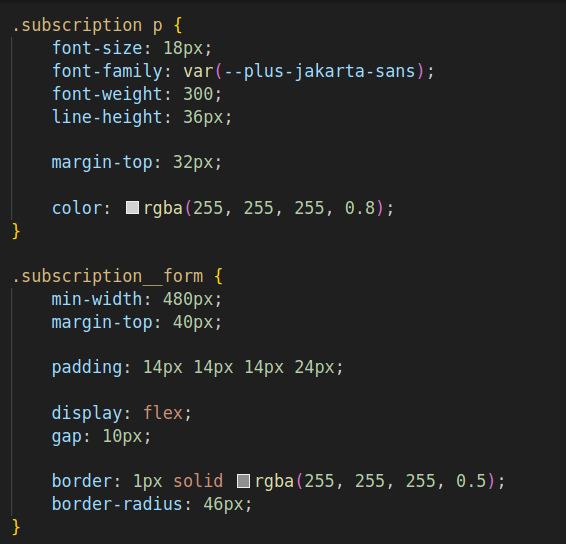 .subscription p {
    font-size: 18px;
    font-family: var(--plus-jakarta-sans);
    font-weight: 300;
    line-height: 36px;

    margin-top: 32px;

    color: rgba(255, 255, 255, 0.8);
}

.subscription__form {
    min-width: 480px;
    margin-top: 40px;

    padding: 14px 14px 14px 24px;

    display: flex;
    gap: 10px;

    border: 1px solid rgba(255, 255, 255, 0.5);
    border-radius: 46px;
}